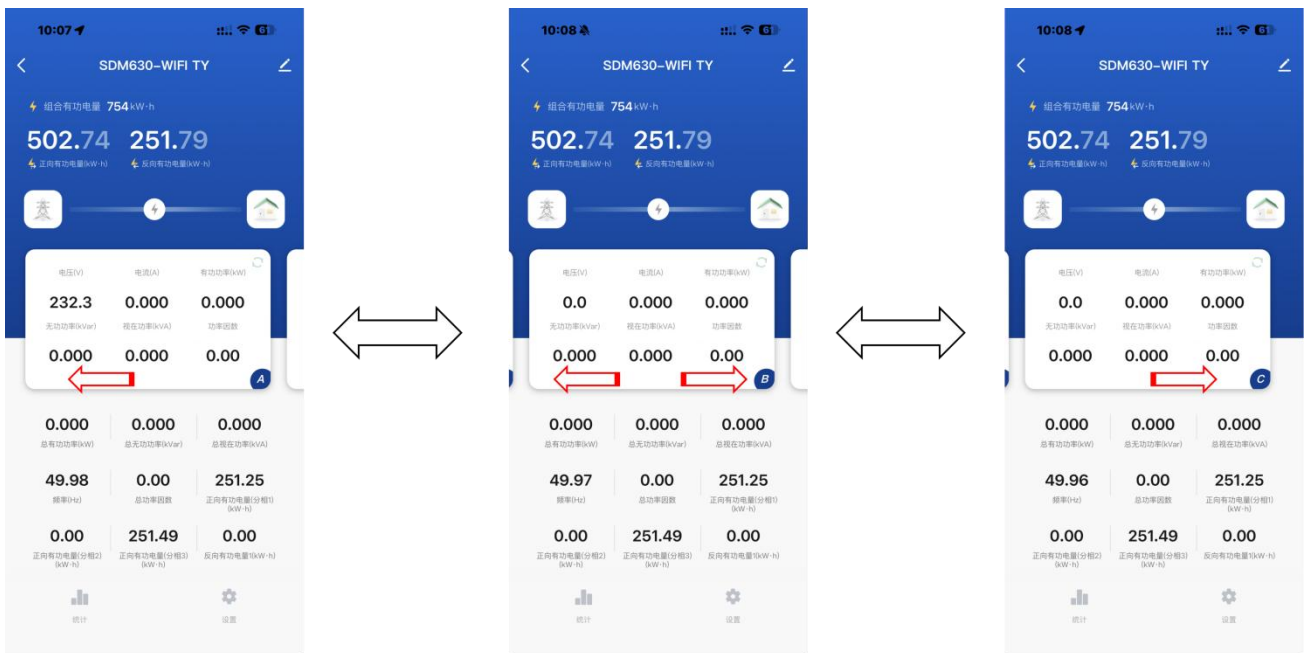 10:07
6
SDM630-WIFI TY
组合有功电量 754 kW·h
502.74 251.79
正向有功电量(kW·h) 反向有功电量(kW·h)
电压(V) 电流(A) 有功功率(kW)
232.3 0.000 0.000
无功功率(kVar) 视在功率(kVA) 功率因数
0.000 0.000 0.00
A
0.000 0.000 0.000
总有功功率(kW) 总无功功率(kVar) 总视在功率(kVA)
49.98 0.00 251.25
频率(Hz) 总功率因数 正向有功电量(分相1)
(kW·h)
0.00 251.49 0.00
正向有功电量(分相2) 正向有功电量(分相3) 反向有功电量1(kW·h)
(kW·h) (kW·h)
统计 设置
10:08
6
SDM630-WIFI TY
组合有功电量 754 kW·h
502.74 251.79
正向有功电量(kW·h) 反向有功电量(kW·h)
电压(V) 电流(A) 有功功率(kW)
0.0 0.000 0.000
无功功率(kVar) 视在功率(kVA) 功率因数
0.000 0.000 0.00
B
0.000 0.000 0.000
总有功功率(kW) 总无功功率(kVar) 总视在功率(kVA)
49.97 0.00 251.25
频率(Hz) 总功率因数 正向有功电量(分相1)
(kW·h)
0.00 251.49 0.00
正向有功电量(分相2) 正向有功电量(分相3) 反向有功电量1(kW·h)
(kW·h) (kW·h)
统计 设置
10:08
6
SDM630-WIFI TY
组合有功电量 754 kW·h
502.74 251.79
正向有功电量(kW·h) 反向有功电量(kW·h)
电压(V) 电流(A) 有功功率(kW)
0.0 0.000 0.000
无功功率(kVar) 视在功率(kVA) 功率因数
0.000 0.000 0.00
C
0.000 0.000 0.000
总有功功率(kW) 总无功功率(kVar) 总视在功率(kVA)
49.96 0.00 251.25
频率(Hz) 总功率因数 正向有功电量(分相1)
(kW·h)
0.00 251.49 0.00
正向有功电量(分相2) 正向有功电量(分相3) 反向有功电量1(kW·h)
(kW·h) (kW·h)
统计 设置